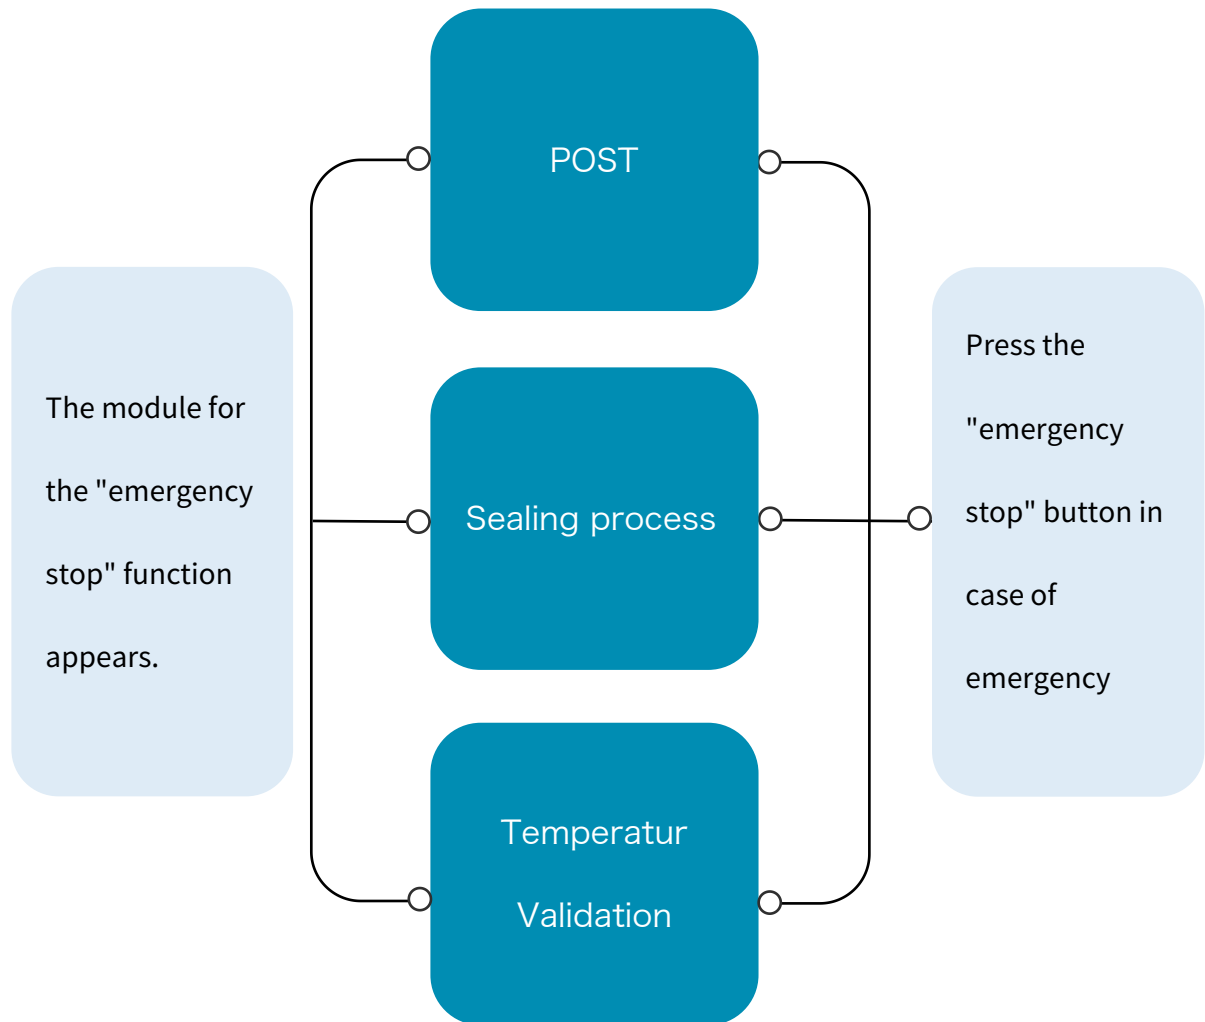 The module for
the "emergency
stop" function
appears.
POST
Sealing process
Temperatur
Validation
Press the
"emergency
stop" button in
case of
emergency